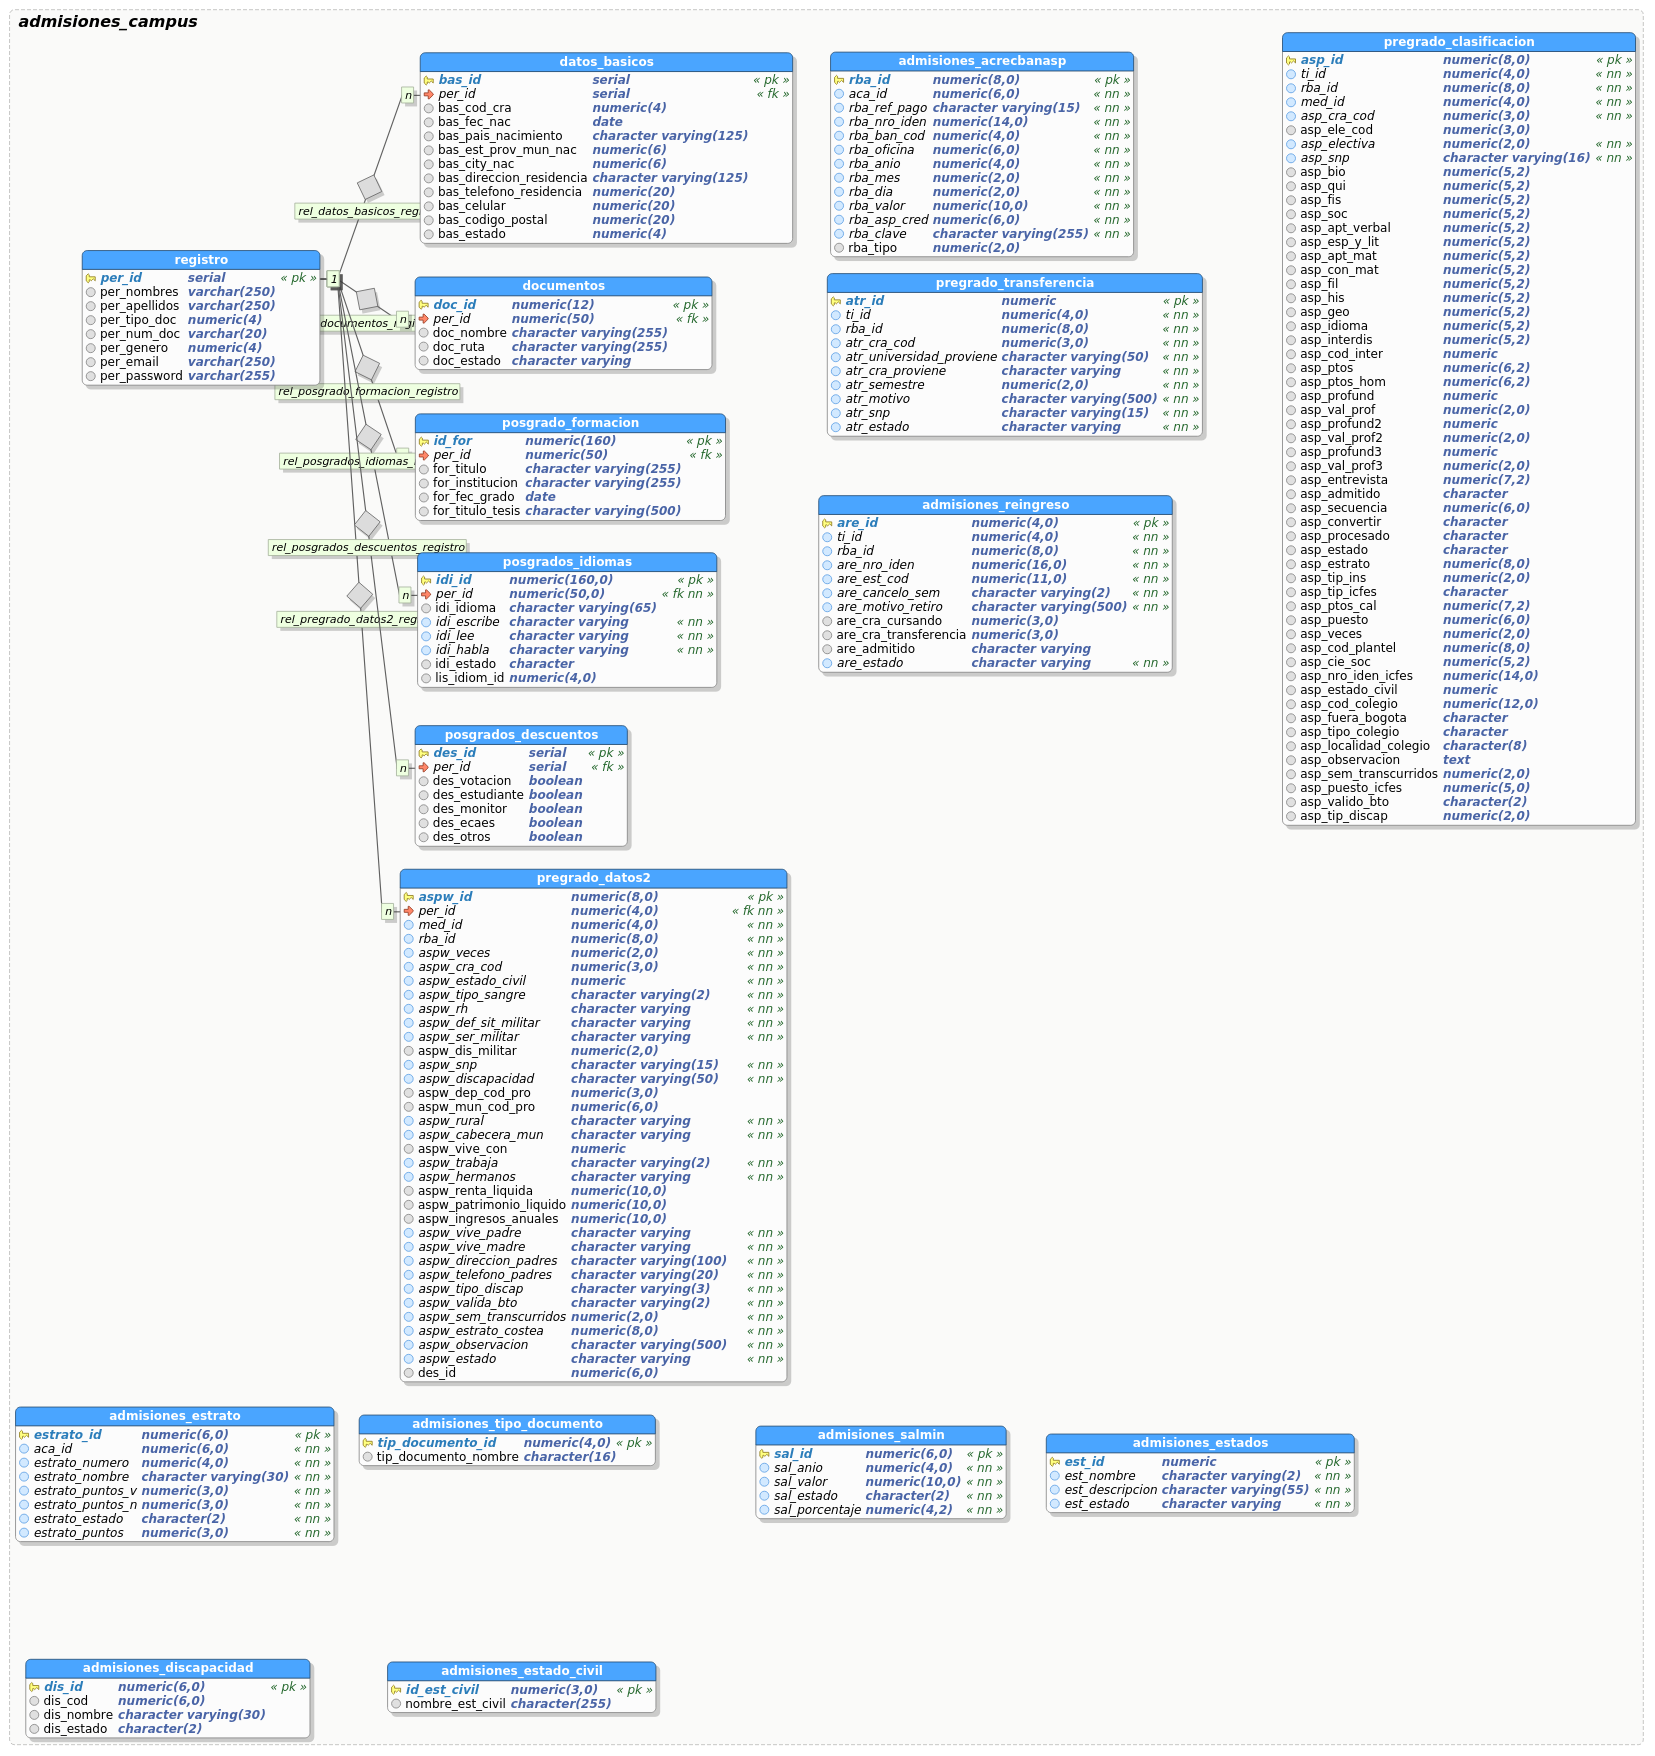 admisiones_campus
datos_basicos
bas_id serial « pk »
per_id serial « fk »
bas_cod_cra numeric(4)
bas_fec_nac date
bas_pais_nacimiento character varying(125)
bas_est_prov_mun_nac numeric(6)
bas_city_nac numeric(6)
bas_direccion_residencia character varying(125)
bas_telefono_residencia numeric(20)
bas_celular numeric(20)
bas_codigo_postal numeric(20)
bas_estado numeric(4)
admisiones_acrecbanasp
rba_id numeric(8,0) « pk »
aca_id numeric(6,0) « nn »
rba_ref_pago character varying(15) « nn »
rba_nro_iden numeric(14,0) « nn »
rba_ban_cod numeric(4,0) « nn »
rba_oficina numeric(6,0) « nn »
rba_anio numeric(4,0) « nn »
rba_mes numeric(2,0) « nn »
rba_dia numeric(2,0) « nn »
rba_valor numeric(10,0) « nn »
rba_asp_cred numeric(6,0) « nn »
rba_clave character varying(255) « nn »
rba_tipo numeric(2,0)
pregrado_clasificacion
asp_id numeric(8,0) « pk »
ti_id numeric(4,0) « nn »
rba_id numeric(8,0) « nn »
med_id numeric(4,0) « nn »
asp_cra_cod numeric(3,0) « nn »
asp_ele_cod numeric(3,0)
asp_electiva numeric(2,0) « nn »
asp_snp character varying(16) « nn »
asp_bio numeric(5,2)
asp_qui numeric(5,2)
asp_fis numeric(5,2)
asp_soc numeric(5,2)
asp_apt_verbal numeric(5,2)
asp_esp_y_lit numeric(5,2)
asp_apt_mat numeric(5,2)
asp_con_mat numeric(5,2)
asp_fil numeric(5,2)
asp_his numeric(5,2)
asp_geo numeric(5,2)
asp_idioma numeric(5,2)
asp_interdis numeric(5,2)
asp_cod_inter numeric
asp_ptos numeric(6,2)
asp_ptos_hom numeric(6,2)
asp_profund numeric
asp_val_prof numeric(2,0)
asp_profund2 numeric
asp_val_prof2 numeric(2,0)
asp_profund3 numeric
asp_val_prof3 numeric(2,0)
asp_entrevista numeric(7,2)
asp_admitido character
asp_secuencia numeric(6,0)
asp_convertir character
asp_procesado character
asp_estado character
asp_estrato numeric(8,0)
asp_tip_ins numeric(2,0)
asp_tip_icfes character
asp_ptos_cal numeric(7,2)
asp_puesto numeric(6,0)
asp_veces numeric(2,0)
asp_cod_plantel numeric(8,0)
asp_cie_soc numeric(5,2)
asp_nro_iden_icfes numeric(14,0)
asp_estado_civil numeric
asp_cod_colegio numeric(12,0)
asp_fuera_bogota character
asp_tipo_colegio character
asp_localidad_colegio character(8)
asp_observacion text
asp_sem_transcurridos numeric(2,0)
asp_puesto_icfes numeric(5,0)
asp_valido_bto character(2)
asp_tip_discap numeric(2,0)
n
rel_datos_basicos_reg
registro
per_id serial « pk »
per_nombres varchar(250)
per_apellidos varchar(250)
per_tipo_doc numeric(4)
per_num_doc varchar(20)
per_genero numeric(4)
per_email varchar(250)
per_password varchar(255)
1
n
documentos
doc_id numeric(12) « pk »
per_id numeric(50) « fk »
doc_nombre character varying(255)
doc_ruta character varying(255)
doc_estado character varying
pregrado_transferencia
atr_id numeric « pk »
ti_id numeric(4,0) « nn »
rba_id numeric(8,0) « nn »
atr_cra_cod numeric(3,0) « nn »
atr_universidad_proviene character varying(50) « nn »
atr_cra_proviene character varying « nn »
atr_semestre numeric(2,0) « nn »
atr_motivo character varying(500) « nn »
atr_snp character varying(15) « nn »
atr_estado character varying « nn »
rel_posgrado_formacion_registro
posgrado_formacion
id_for numeric(160) « pk »
per_id numeric(50) « fk »
for_titulo character varying(255)
for_institucion character varying(255)
for_fec_grado date
for_titulo_tesis character varying(500)
rel_posgrados_idiomas_
admisiones_reingreso
are_id numeric(4,0) « pk »
ti_id numeric(4,0) « nn »
rba_id numeric(8,0) « nn »
are_nro_iden numeric(16,0) « nn »
are_est_cod numeric(11,0) « nn »
are_cancelo_sem character varying(2) « nn »
are_motivo_retiro character varying(500) « nn »
are_cra_cursando numeric(3,0)
are_cra_transferencia numeric(3,0)
are_admitido character varying
are_estado character varying « nn »
rel_posgrados_descuentos_registro
posgrados_idiomas
idi_id numeric(160,0) « pk »
per_id numeric(50,0) « fk nn »
idi_idioma character varying(65)
idi_escribe character varying « nn »
idi_lee character varying « nn »
idi_habla character varying « nn »
idi_estado character
lis_idiom_id numeric(4,0)
n
rel_pregrado_datos2_reg
posgrados_descuentos
des_id serial « pk »
per_id serial « fk »
des_votacion boolean
des_estudiante boolean
des_monitor boolean
des_ecaes boolean
des_otros boolean
n
pregrado_datos2
aspw_id numeric(8,0) « pk »
per_id numeric(4,0) « fk nn »
med_id numeric(4,0) « nn »
rba_id numeric(8,0) « nn »
aspw_veces numeric(2,0) « nn »
aspw_cra_cod numeric(3,0) « nn »
aspw_estado_civil numeric « nn »
aspw_tipo_sangre character varying(2) « nn »
aspw_rh character varying « nn »
aspw_def_sit_militar character varying « nn »
aspw_ser_militar character varying « nn »
aspw_dis_militar numeric(2,0)
aspw_snp character varying(15) « nn »
aspw_discapacidad character varying(50) « nn »
aspw_dep_cod_pro numeric(3,0)
aspw_mun_cod_pro numeric(6,0)
aspw_rural character varying « nn »
aspw_cabecera_mun character varying « nn »
aspw_vive_con numeric
aspw_trabaja character varying(2) « nn »
aspw_hermanos character varying « nn »
aspw_renta_liquida numeric(10,0)
aspw_patrimonio_liquido numeric(10,0)
aspw_ingresos_anuales numeric(10,0)
aspw_vive_padre character varying « nn »
aspw_vive_madre character varying « nn »
aspw_direccion_padres character varying(100) « nn »
aspw_telefono_padres character varying(20) « nn »
aspw_tipo_discap character varying(3) « nn »
aspw_valida_bto character varying(2) « nn »
aspw_sem_transcurridos numeric(2,0) « nn »
aspw_estrato_costea numeric(8,0) « nn »
aspw_observacion character varying(500) « nn »
aspw_estado character varying « nn »
des_id numeric(6,0)
n
admisiones_estrato
estrato_id numeric(6,0) « pk »
aca_id numeric(6,0) « nn »
estrato_numero numeric(4,0) « nn »
estrato_nombre character varying(30) « nn »
estrato_puntos_v numeric(3,0) « nn »
estrato_puntos_n numeric(3,0) « nn »
estrato_estado character(2) « nn »
estrato_puntos numeric(3,0) « nn »
admisiones_tipo_documento
tip_documento_id numeric(4,0) « pk »
tip_documento_nombre character(16)
admisiones_salmin
sal_id numeric(6,0) « pk »
sal_anio numeric(4,0) « nn »
sal_valor numeric(10,0) « nn »
sal_estado character(2) « nn »
sal_porcentaje numeric(4,2) « nn »
admisiones_estados
est_id numeric « pk »
est_nombre character varying(2) « nn »
est_descripcion character varying(55) « nn »
est_estado character varying « nn »
admisiones_discapacidad
dis_id numeric(6,0) « pk »
dis_cod numeric(6,0)
dis_nombre character varying(30)
dis_estado character(2)
admisiones_estado_civil
id_est_civil numeric(3,0) « pk »
nombre_est_civil character(255)